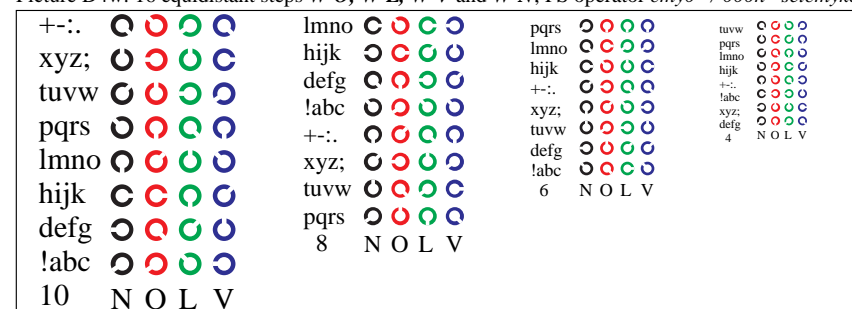 +-:.
xyz;
tuvw
pqrs
lmno
hijk
defg
!abc
10 N O L V
lmno
hijk
defg
!abc
+-:.
xyz;
tuvw
pqrs
8 N O L V
pqrs
lmno
hijk
+-:.
xyz;
tuvw
defg
!abc
6 N O L V
tuvw
pqrs
lmno
hijk
+-:.
!abc
xyz;
defg
4 N O L V